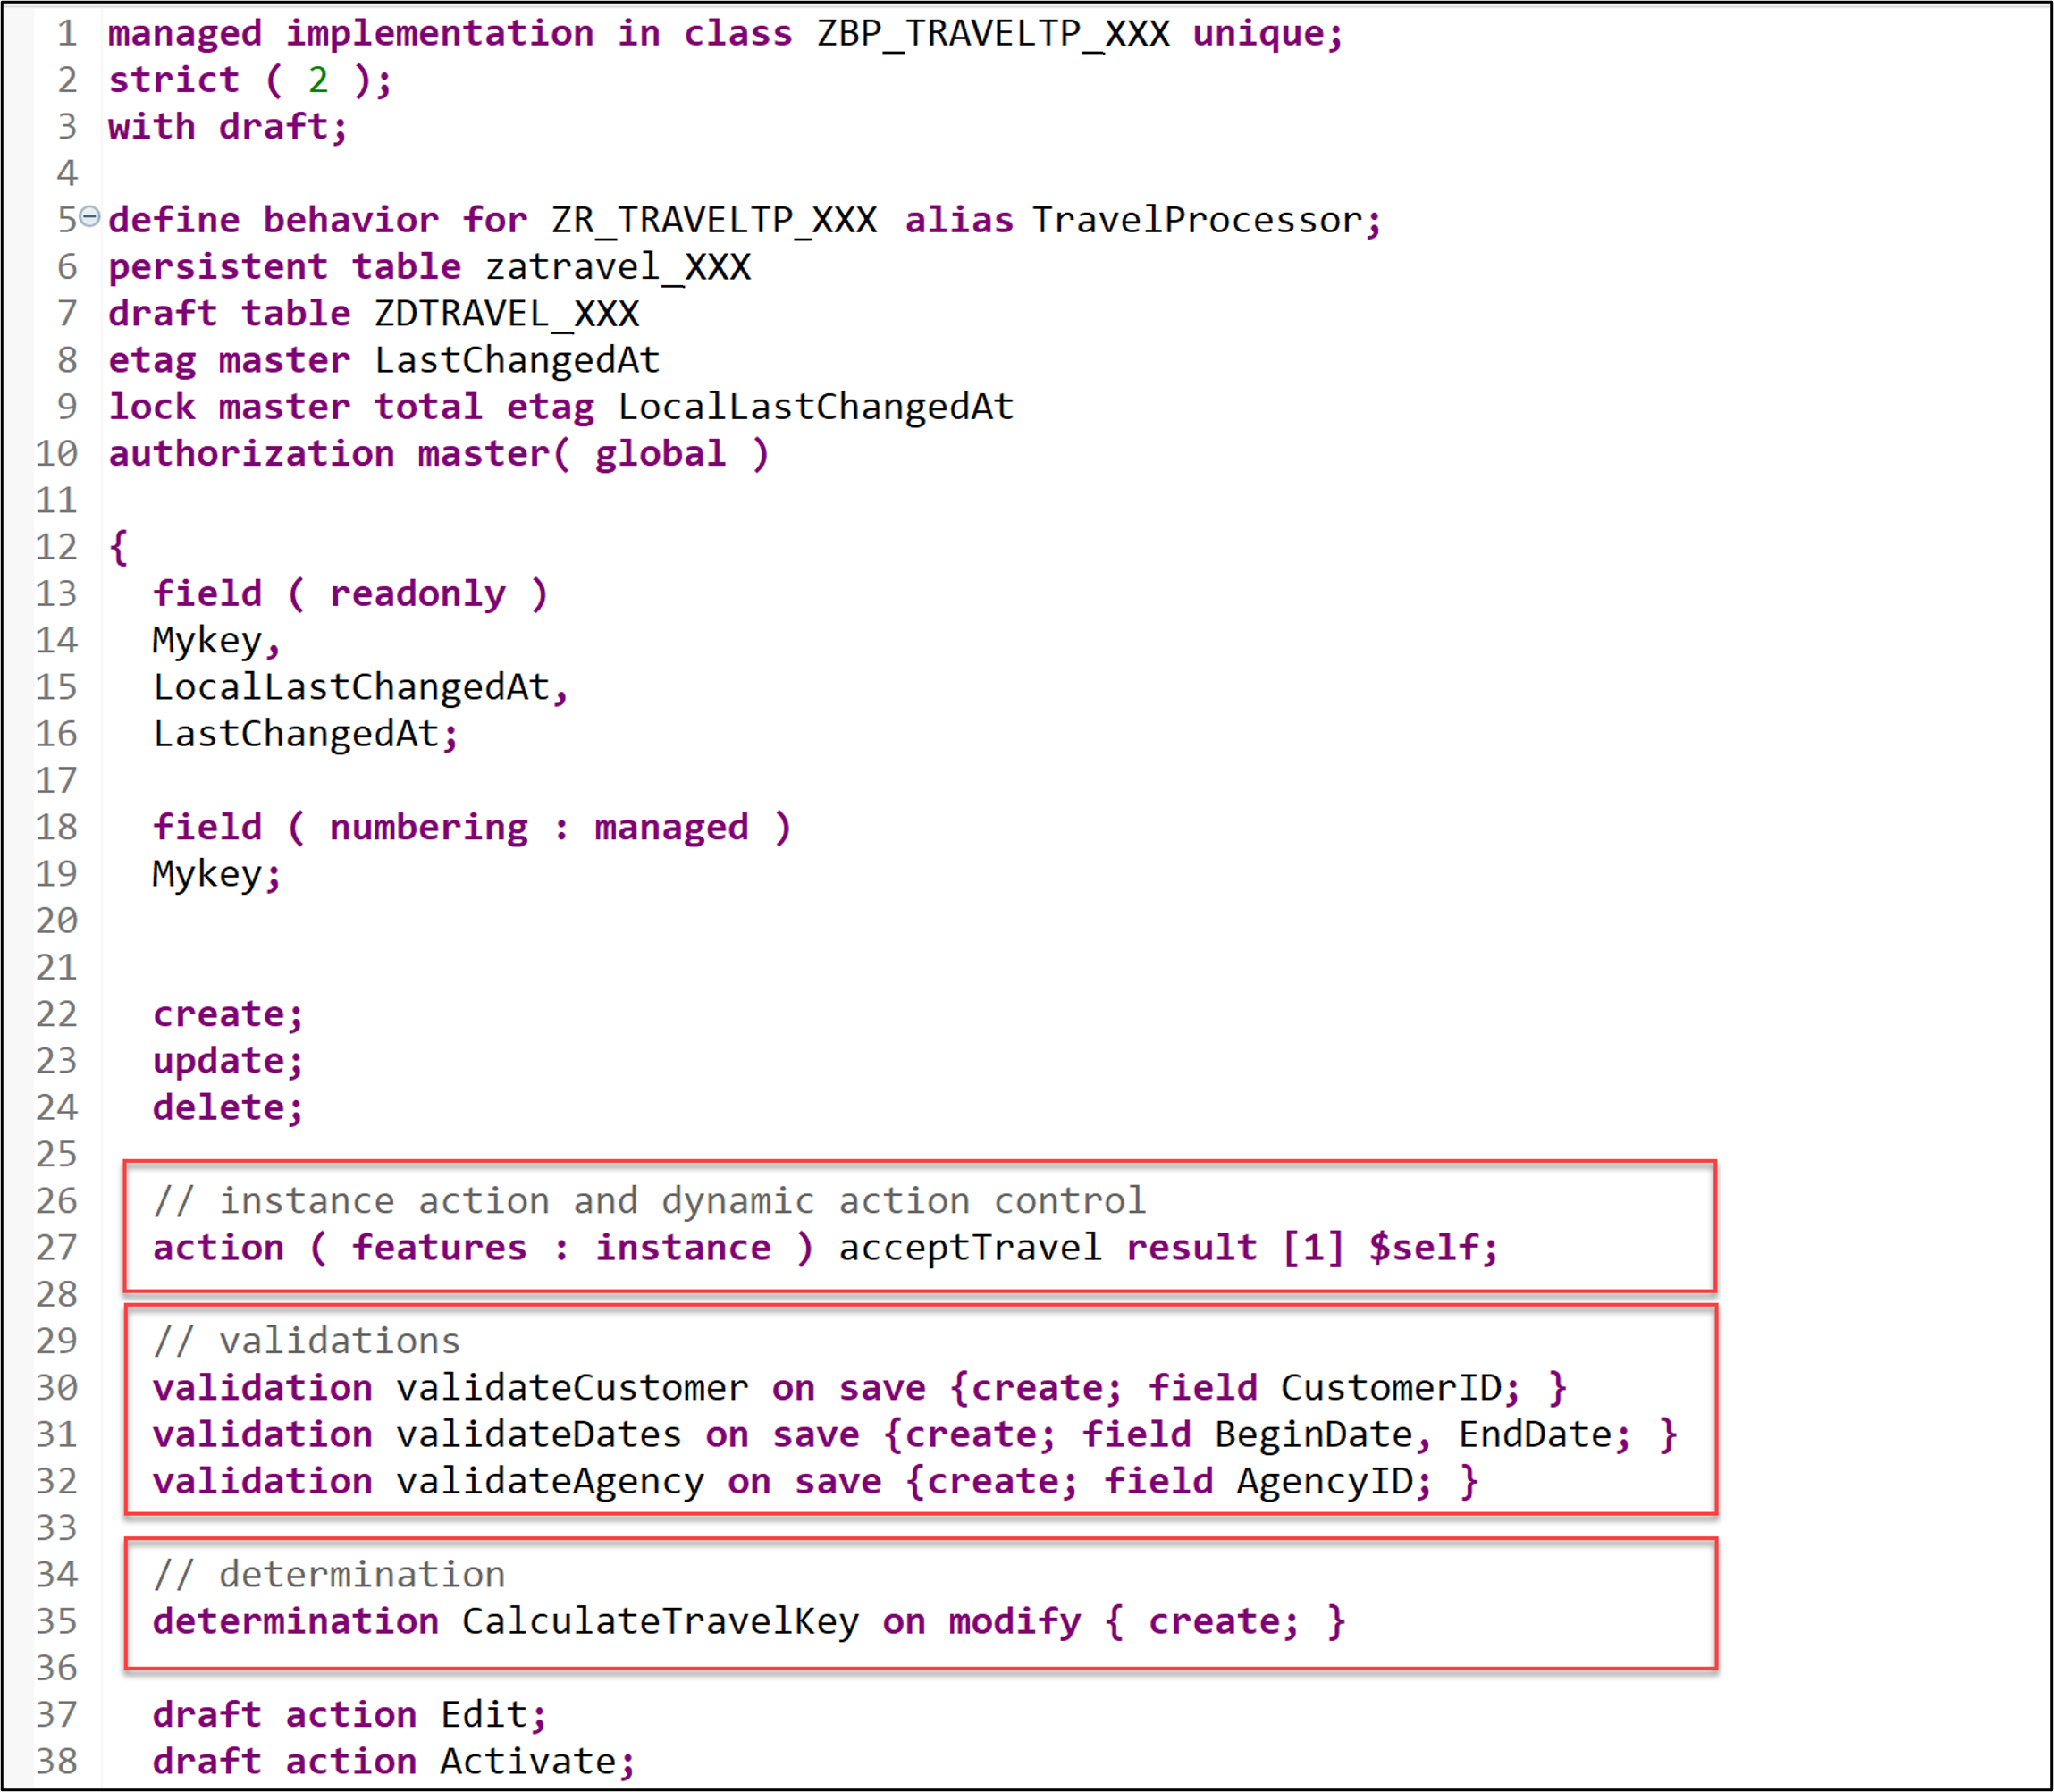 1 managed implementation in class ZBP_TRAVELTP_XXX unique;
2 strict ( 2 );
3 with draft;
4
5 define behavior for ZR_TRAVELTP_XXX alias TravelProcessor;
6 persistent table zatravel_XXX
7 draft table ZDTRAVEL_XXX
8 etag master LastChangedAt
9 lock master total etag LocalLastChangedAt
10 authorization master( global )
11
12 {
13 field ( readonly )
14 Mykey,
15 LocalLastChangedAt,
16 LastChangedAt;
17
18 field ( numbering : managed )
19 Mykey;
20
21
22 create;
23 update;
24 delete;
25
26 // instance action and dynamic action control
27 action ( features : instance ) acceptTravel result [1] $self;
28
29 // validations
30 validation validateCustomer on save {create; field CustomerID; }
31 validation validateDates on save {create; field BeginDate, EndDate; }
32 validation validateAgency on save {create; field AgencyID; }
33
34 // determination
35 determination CalculateTravelKey on modify { create; }
36
37 draft action Edit;
38 draft action Activate;